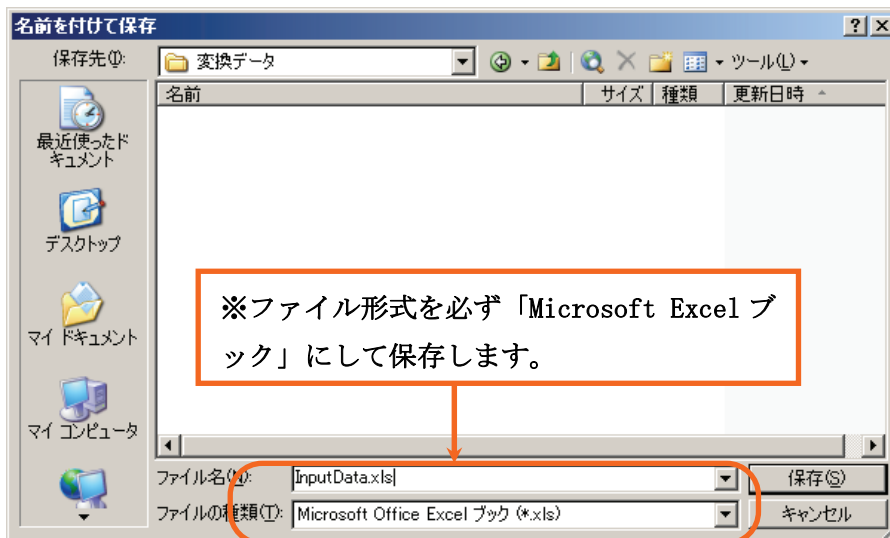 名前を付けて保存
保存先(I):
変換データ
ツール(L)
名前
サイズ
種類
更新日時
最近使ったド
キュメント
デスクトップ
マイ ドキュメント
マイ コンピュータ
※ファイル形式を必ず「Microsoft Excel ブ
ック」にして保存します。
ファイル名(N):
InputData.xls
保存(S)
ファイルの種類(T):
Microsoft Office Excel ブック (*.xls)
キャンセル